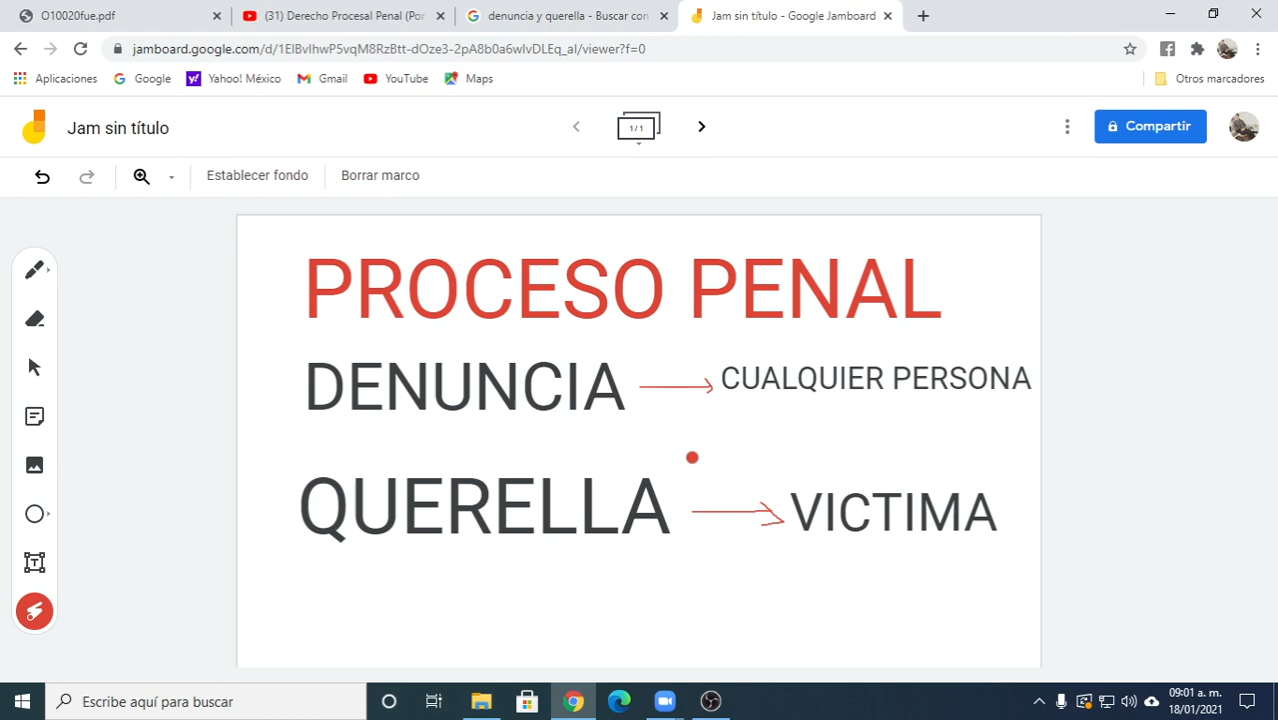 O10020fue.pdf
(31) Derecho Procesal Penal (Por
denuncia y querella - Buscar con
Jam sin título - Google Jamboard
jamboard.google.com/d/1ElBvIhwP5vqM8RzBtt-dOze3-2pA8b0a6wlvDLEq_aI/viewer?f=0
Aplicaciones
Google
Yahoo! México
Gmail
YouTube
Maps
Otros marcadores
Jam sin título
1/1
Compartir
Establecer fondo
Borrar marco
PROCESO PENAL
DENUNCIA
CUALQUIER PERSONA
QUERELLA
VICTIMA
Escribe aquí para buscar
09:01 a. m.
18/01/2021